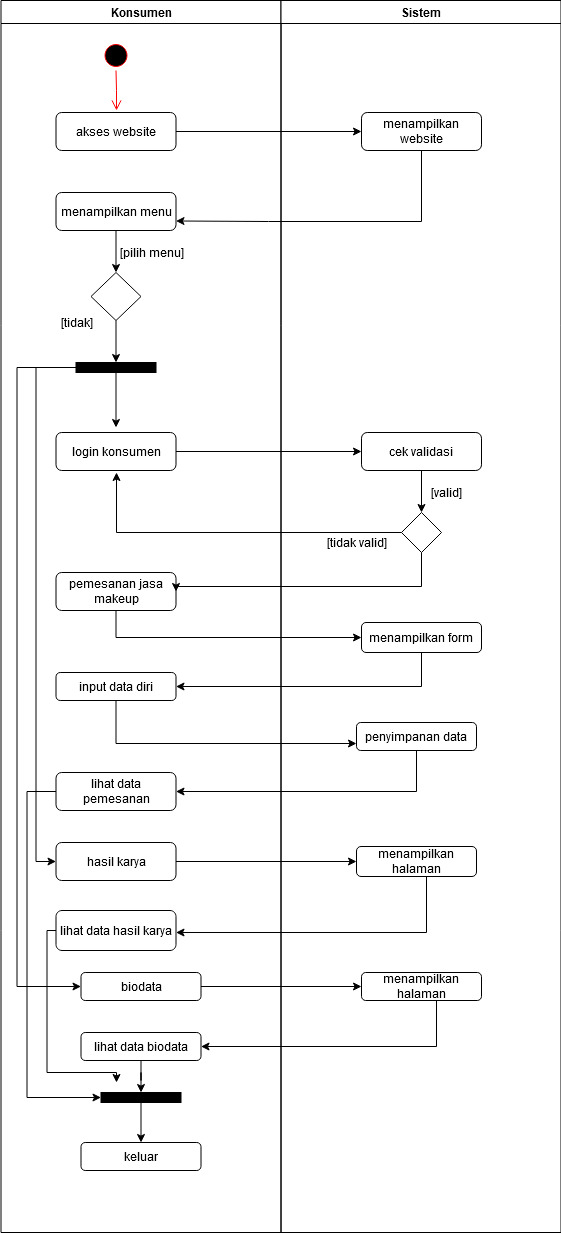 Konsumen
Sistem
akses website
menampilkan
website
menampilkan menu
[pilih menu]
[tidak]
login konsumen
cek validasi
[valid]
[tidak valid]
pemesanan jasa
makeup
menampilkan form
input data diri
penyimpanan data
lihat data
pemesanan
hasil karya
menampilkan
halaman
lihat data hasil karya
biodata
menampilkan
halaman
lihat data biodata
keluar